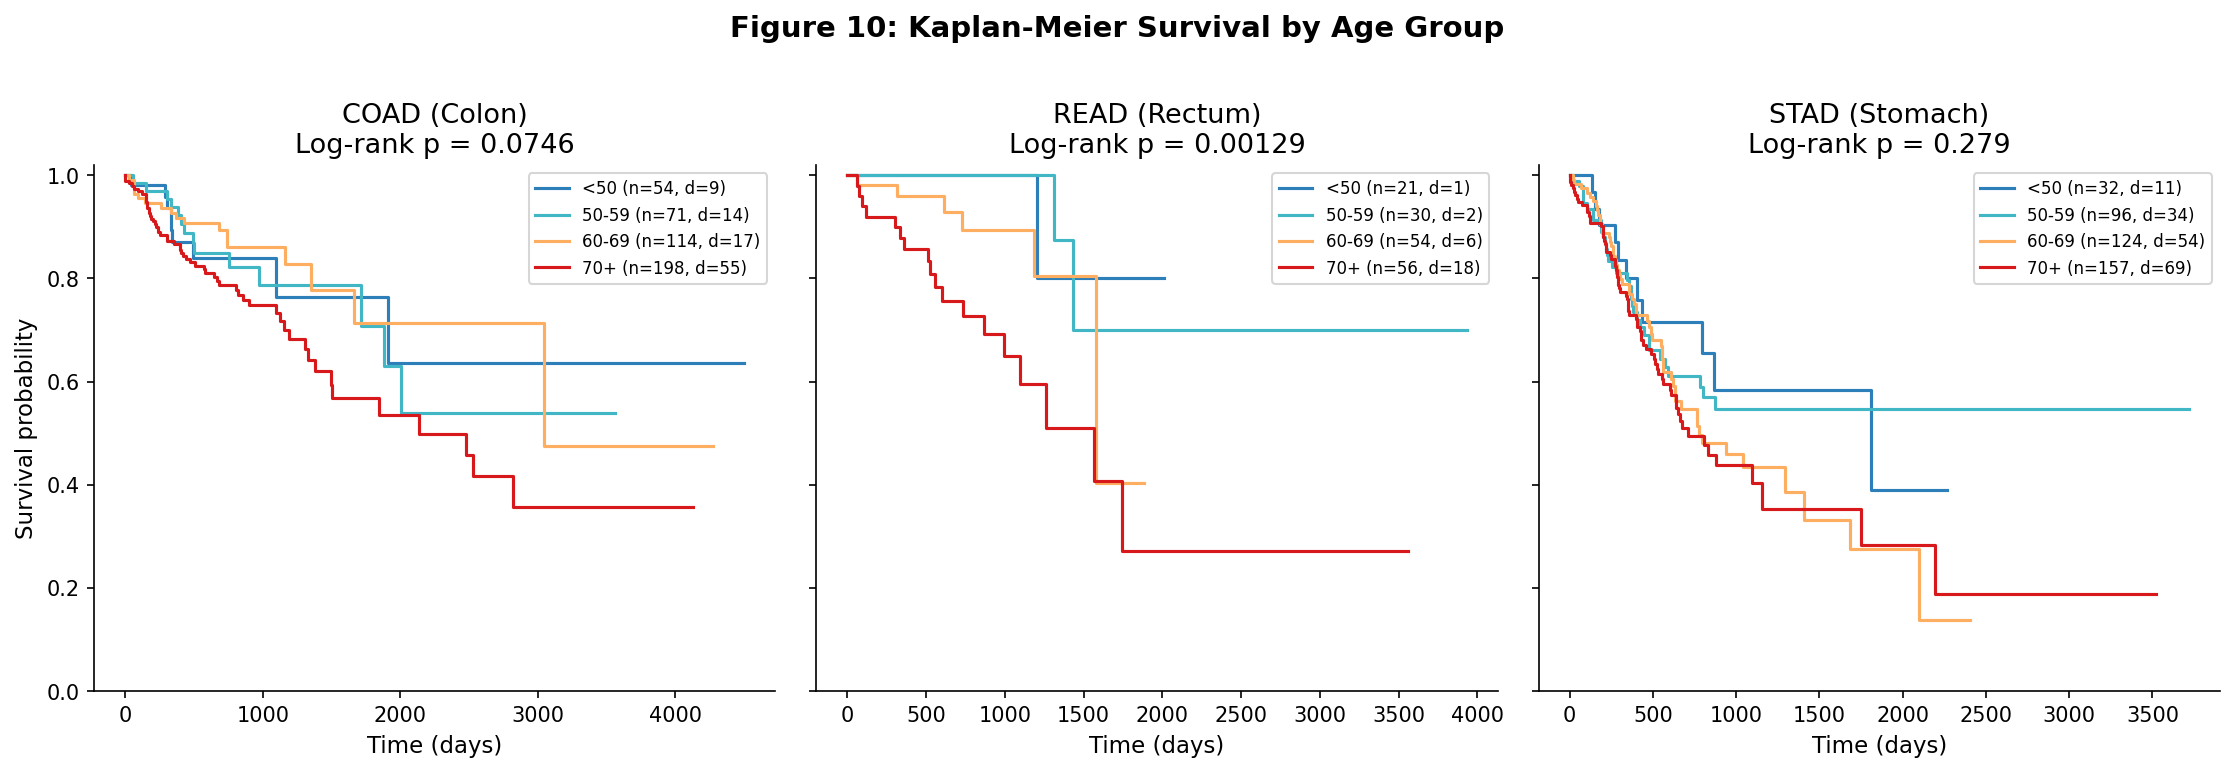 Figure 10: Kaplan-Meier Survival by Age Group
COAD (Colon)
Log-rank p = 0.0746
Survival probability
1.0
0.8
0.6
0.4
0.2
0.0
<50 (n=54, d=9)
50-59 (n=71, d=14)
60-69 (n=114, d=17)
70+ (n=198, d=55)
0 1000 2000 3000 4000
Time (days)
READ (Rectum)
Log-rank p = 0.00129
<50 (n=21, d=1)
50-59 (n=30, d=2)
60-69 (n=54, d=6)
70+ (n=56, d=18)
0 500 1000 1500 2000 2500 3000 3500 4000
Time (days)
STAD (Stomach)
Log-rank p = 0.279
<50 (n=32, d=11)
50-59 (n=96, d=34)
60-69 (n=124, d=54)
70+ (n=157, d=69)
0 500 1000 1500 2000 2500 3000 3500
Time (days)